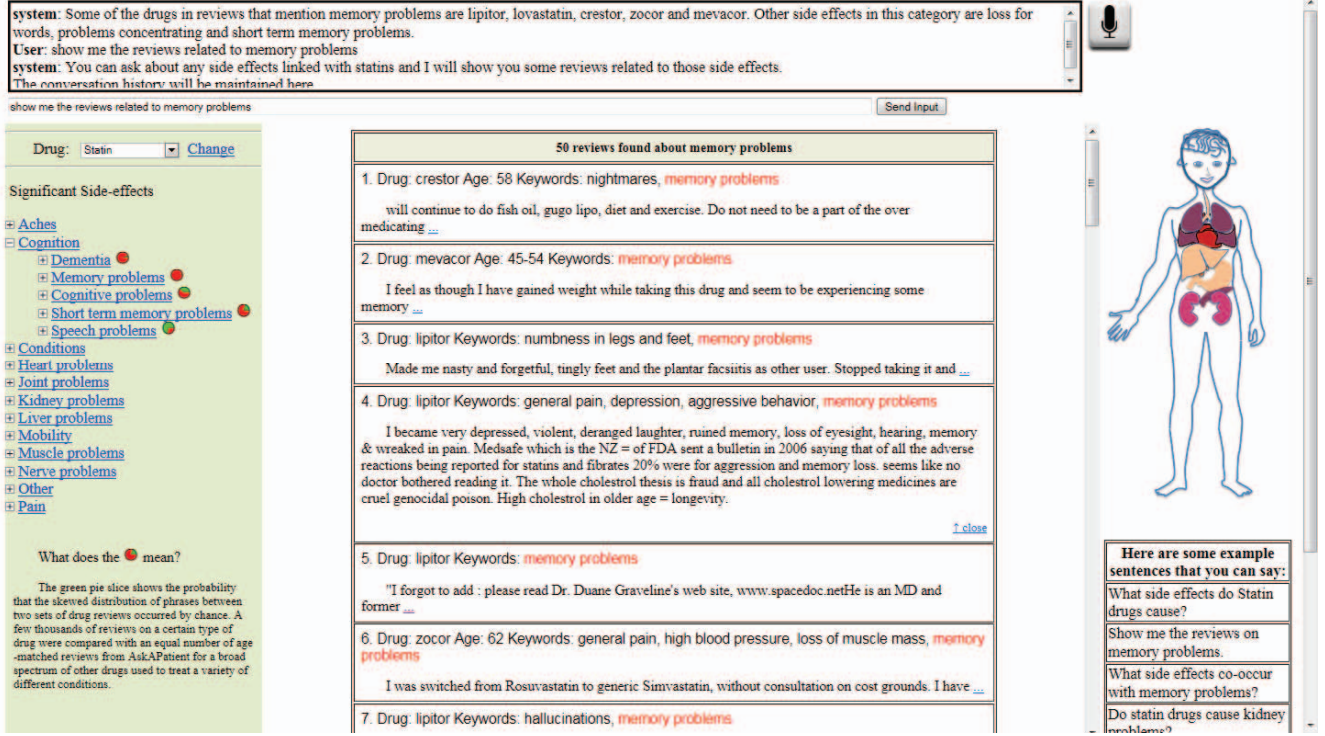 system: Some of the drugs in reviews that mention memory problems are lipitor, lovastatin, crestor, zocor and mevacor. Other side effects in this category are loss for
words, problems concentrating and short term memory problems.
User: show me the reviews related to memory problems
system: You can ask about any side effects linked with statins and I will show you some reviews related to those side effects.
The conversation history will be maintained here
show me the reviews related to memory problems
Send Input
Drug: Statin Change
Significant Side-effects
Aches
Cognition
Dementia
Memory problems
Cognitive problems
Short term memory problems
Speech problems
Conditions
Heart problems
Joint problems
Kidney problems
Liver problems
Mobility
Muscle problems
Nerve problems
Other
Pain
What does the mean?
The green pie slice shows the probability
that the skewed distribution of phrases between
two sets of drug reviews occurred by chance. A
few thousands of reviews on a certain type of
drug were compared with an equal number of age
-matched reviews from AskAPatient for a broad
spectrum of other drugs used to treat a variety of
different conditions.
50 reviews found about memory problems
1. Drug: crestor Age: 58 Keywords: nightmares, memory problems
will continue to do fish oil, gugo lipo, diet and exercise. Do not need to be a part of the over
medicating ...
2. Drug: mevacor Age: 45-54 Keywords: memory problems
I feel as though I have gained weight while taking this drug and seem to be experiencing some
memory ...
3. Drug: lipitor Keywords: numbness in legs and feet, memory problems
Made me nasty and forgetful, tingly feet and the plantar facsiitis as other user. Stopped taking it and ...
4. Drug: lipitor Keywords: general pain, depression, aggressive behavior, memory problems
I became very depressed, violent, deranged laughter, ruined memory, loss of eyesight, hearing, memory
& wreaked in pain. Medsafe which is the NZ = of FDA sent a bulletin in 2006 saying that of all the adverse
reactions being reported for statins and fibrates 20% were for aggression and memory loss. seems like no
doctor bothered reading it. The whole cholestrol thesis is fraud and all cholestrol lowering medicines are
cruel genocidal poison. High cholestrol in older age = longevity.
↑ close
5. Drug: lipitor Keywords: memory problems
"I forgot to add : please read Dr. Duane Graveline's web site, www.spacedoc.netHe is an MD and
former ...
6. Drug: zocor Age: 62 Keywords: general pain, high blood pressure, loss of muscle mass, memory
problems
I was switched from Rosuvastatin to generic Simvastatin, without consultation on cost grounds. I have ...
7. Drug: lipitor Keywords: hallucinations, memory problems
Here are some example
sentences that you can say:
What side effects do Statin
drugs cause?
Show me the reviews on
memory problems.
What side effects co-occur
with memory problems?
Do statin drugs cause kidney
problems?